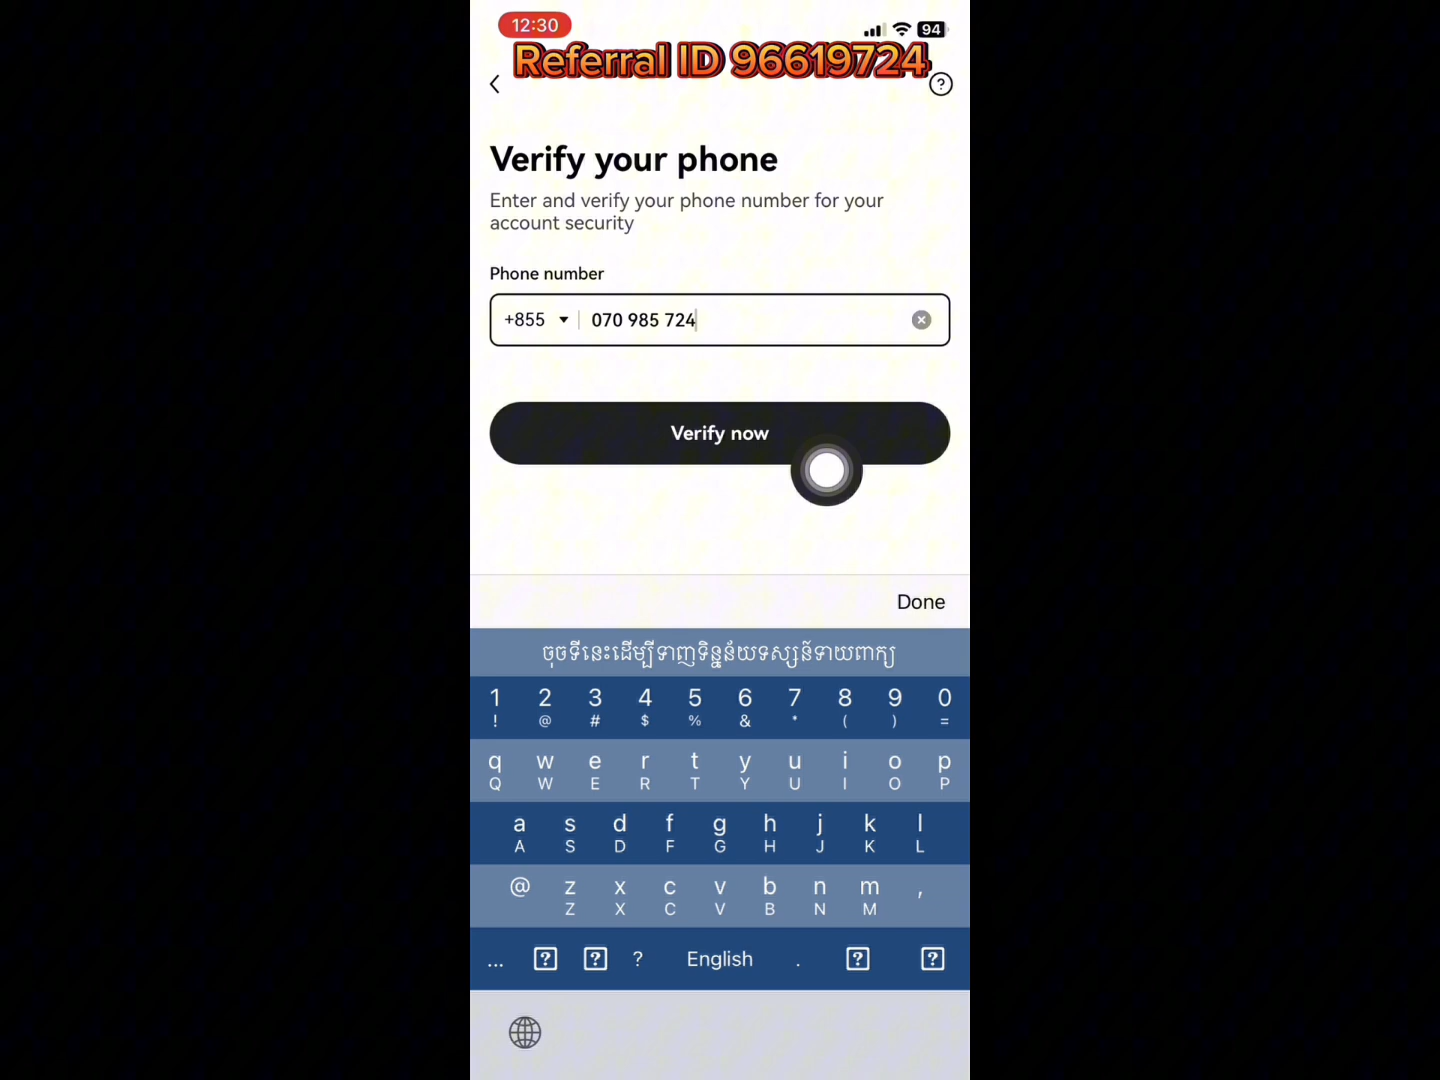 12:30
94
Referral ID 96619724
?
Verify your phone
Enter and verify your phone number for your
account security
Phone number
+855 070 985 724
Verify now
Done
ចុចទីនេះដើម្បីទាញទិន្នន័យទស្សន៍ទាយពាក្យ
1 2 3 4 5 6 7 8 9 0
! @ # $ % & * ( ) =
q w e r t y u i o p
Q W E R T Y U I O P
a s d f g h j k l
A S D F G H J K L
@ z x c v b n m ,
Z X C V B N M
... ? ? ? English . ? ?